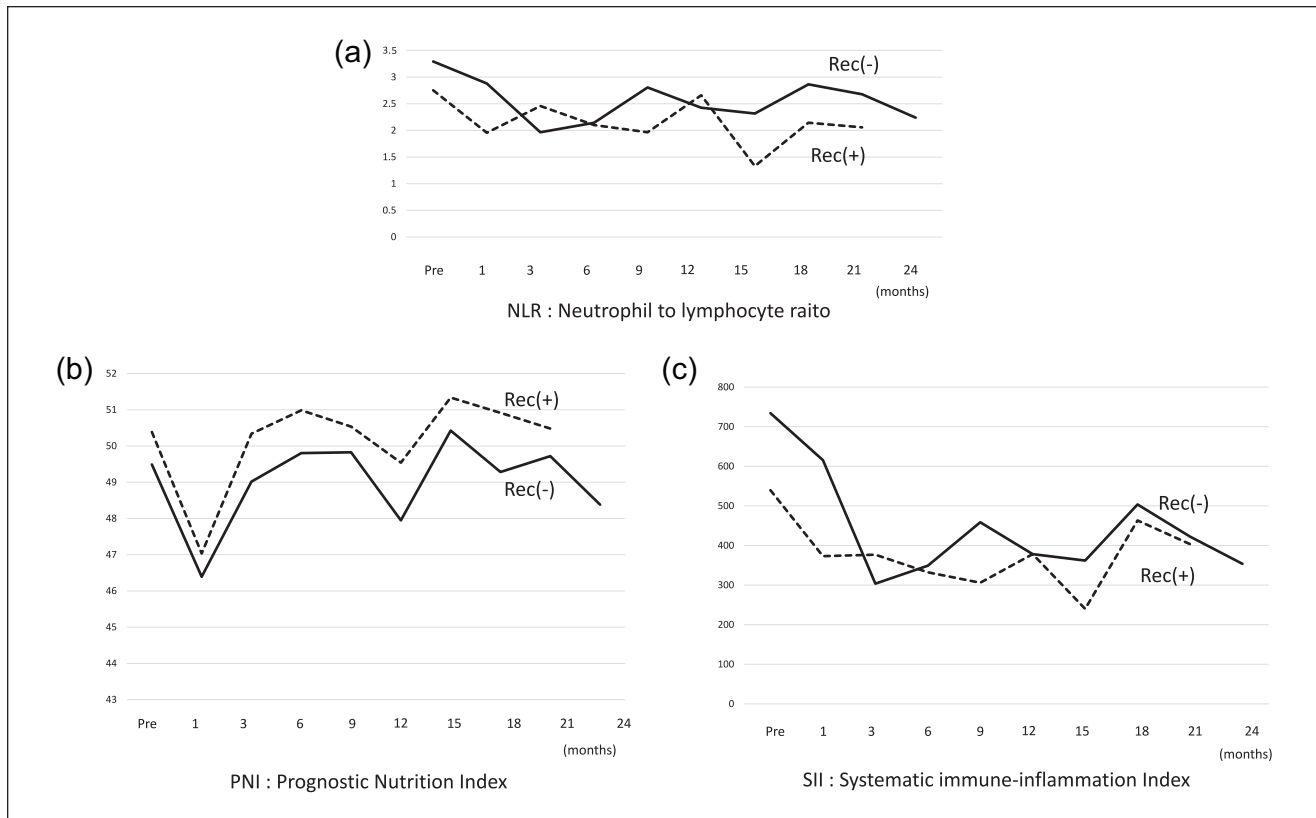 (a)
3.5
3
2.5
2
1.5
1
0.5
0
Rec(-)
Rec(+)
Pre 1 3 6 9 12 15 18 21 24
(months)
NLR : Neutrophil to lymphocyte raito
(b)
52
51
50
49
48
47
46
45
44
43
Rec(+)
Rec(-)
Pre 1 3 6 9 12 15 18 21 24
(months)
PNI : Prognostic Nutrition Index
(c)
800
700
600
500
400
300
200
100
0
Rec(-)
Rec(+)
Pre 1 3 6 9 12 15 18 21 24
(months)
SII : Systematic immune-inflammation Index